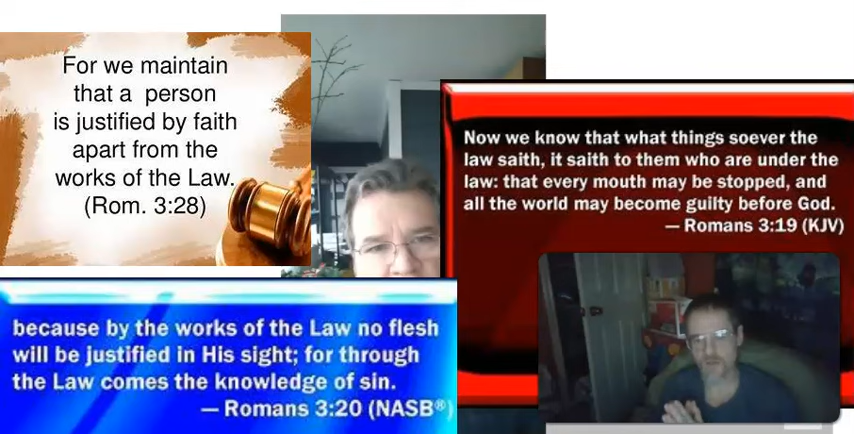 For we maintain
that a person
is justified by faith
apart from the
works of the Law.
(Rom. 3:28)
Now we know that what things soever the
law saith, it saith to them who are under the
law: that every mouth may be stopped, and
all the world may become guilty before God.
— Romans 3:19 (KJV)
because by the works of the Law no flesh
will be justified in His sight; for through
the Law comes the knowledge of sin.
— Romans 3:20 (NASB®)